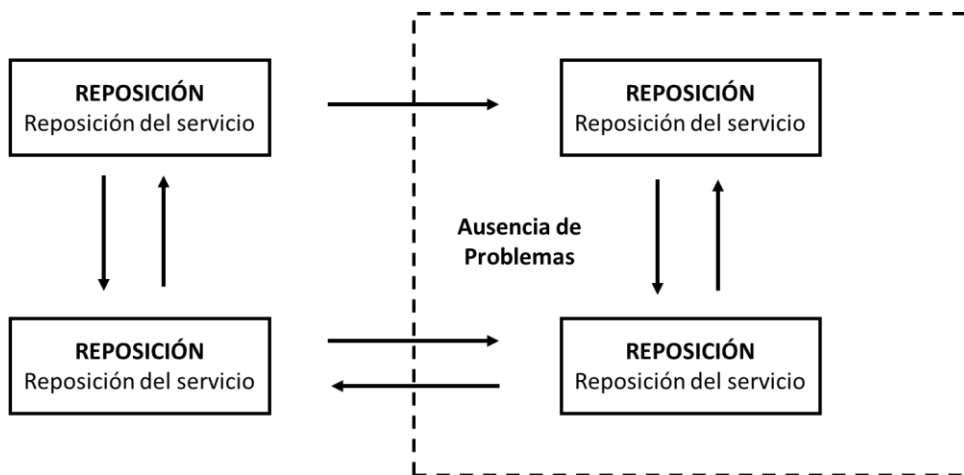 REPOSICIÓN
Reposición del servicio
REPOSICIÓN
Reposición del servicio
Ausencia de
Problemas
REPOSICIÓN
Reposición del servicio
REPOSICIÓN
Reposición del servicio